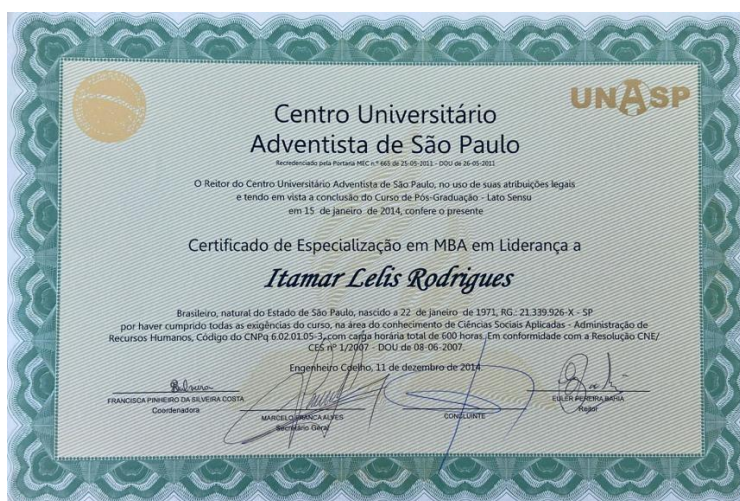 UNASP
Centro Universitário
Adventista de São Paulo
Recredenciado pela Portaria MEC n.º 665 de 25-05-2011 - DOU de 26-05-2011
O Reitor do Centro Universitário Adventista de São Paulo, no uso de suas atribuições legais
e tendo em vista a conclusão do Curso de Pós-Graduação - Lato Sensu
em 15 de janeiro de 2014, confere o presente
Certificado de Especialização em MBA em Liderança a
Itamar Lelis Rodrigues
Brasileiro, natural do Estado de São Paulo, nascido a 22 de janeiro de 1971, RG.: 21.339.926-X - SP
por haver cumprido todas as exigências do curso, na área do conhecimento de Ciências Sociais Aplicadas - Administração de
Recursos Humanos, Código do CNPq 6.02.01.05-3, com carga horária total de 600 horas. Em conformidade com a Resolução CNE/
CES nº 1/2007 - DOU de 08-06-2007.
Engenheiro Coelho, 11 de dezembro de 2014
FRANCISCA PINHEIRO DA SILVEIRA COSTA
Coordenadora
MARCELO FRANCA ALVES
Secretário Geral
CONCLUINTE
EULER PEREIRA BAHIA
Reitor